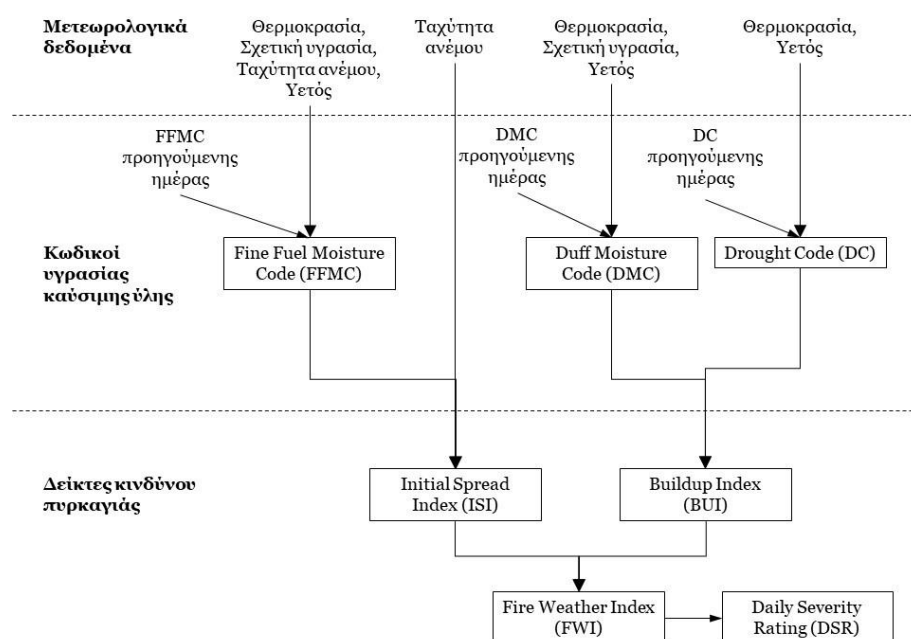 Μετεωρολογικά
δεδομένα
Θερμοκρασία,
Σχετική υγρασία,
Ταχύτητα ανέμου,
Υετός
Ταχύτητα
ανέμου
Θερμοκρασία,
Σχετική υγρασία,
Υετός
Θερμοκρασία,
Υετός
FFMC
προηγούμενης
ημέρας
DMC
προηγούμενης
ημέρας
DC
προηγούμενης
ημέρας
Κωδικοί
υγρασίας
καύσιμης ύλης
Fine Fuel Moisture
Code (FFMC)
Duff Moisture
Code (DMC)
Drought Code (DC)
Δείκτες κινδύνου
πυρκαγιάς
Initial Spread
Index (ISI)
Buildup Index
(BUI)
Fire Weather Index
(FWI)
Daily Severity
Rating (DSR)